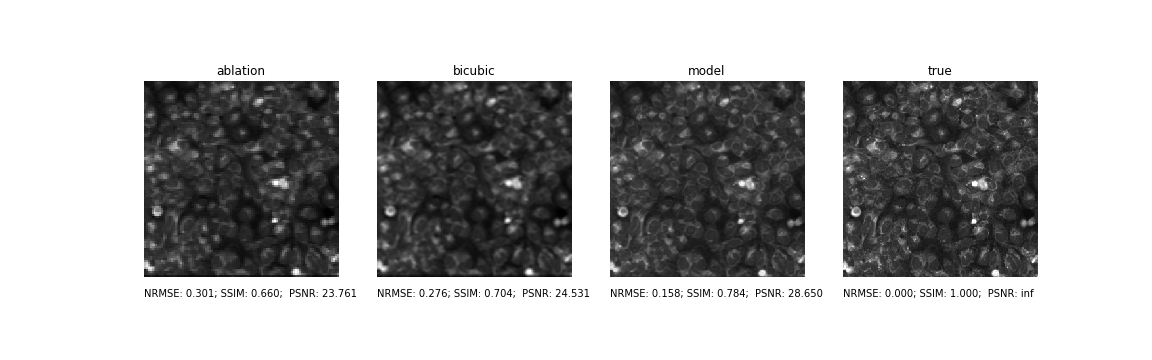 ablation
bicubic
model
true
NRMSE: 0.301; SSIM: 0.660;  PSNR: 23.761
NRMSE: 0.276; SSIM: 0.704;  PSNR: 24.531
NRMSE: 0.158; SSIM: 0.784;  PSNR: 28.650
NRMSE: 0.000; SSIM: 1.000;  PSNR: inf